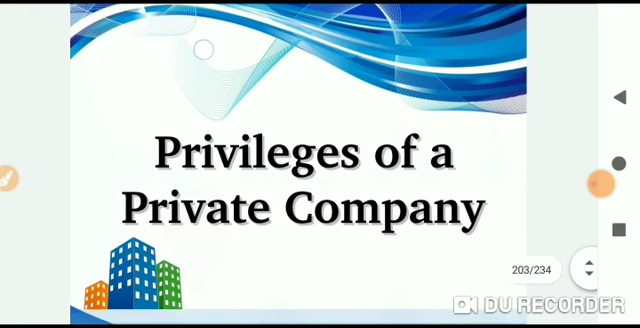 Privileges of a
Private Company
203/234
DU RECORDER